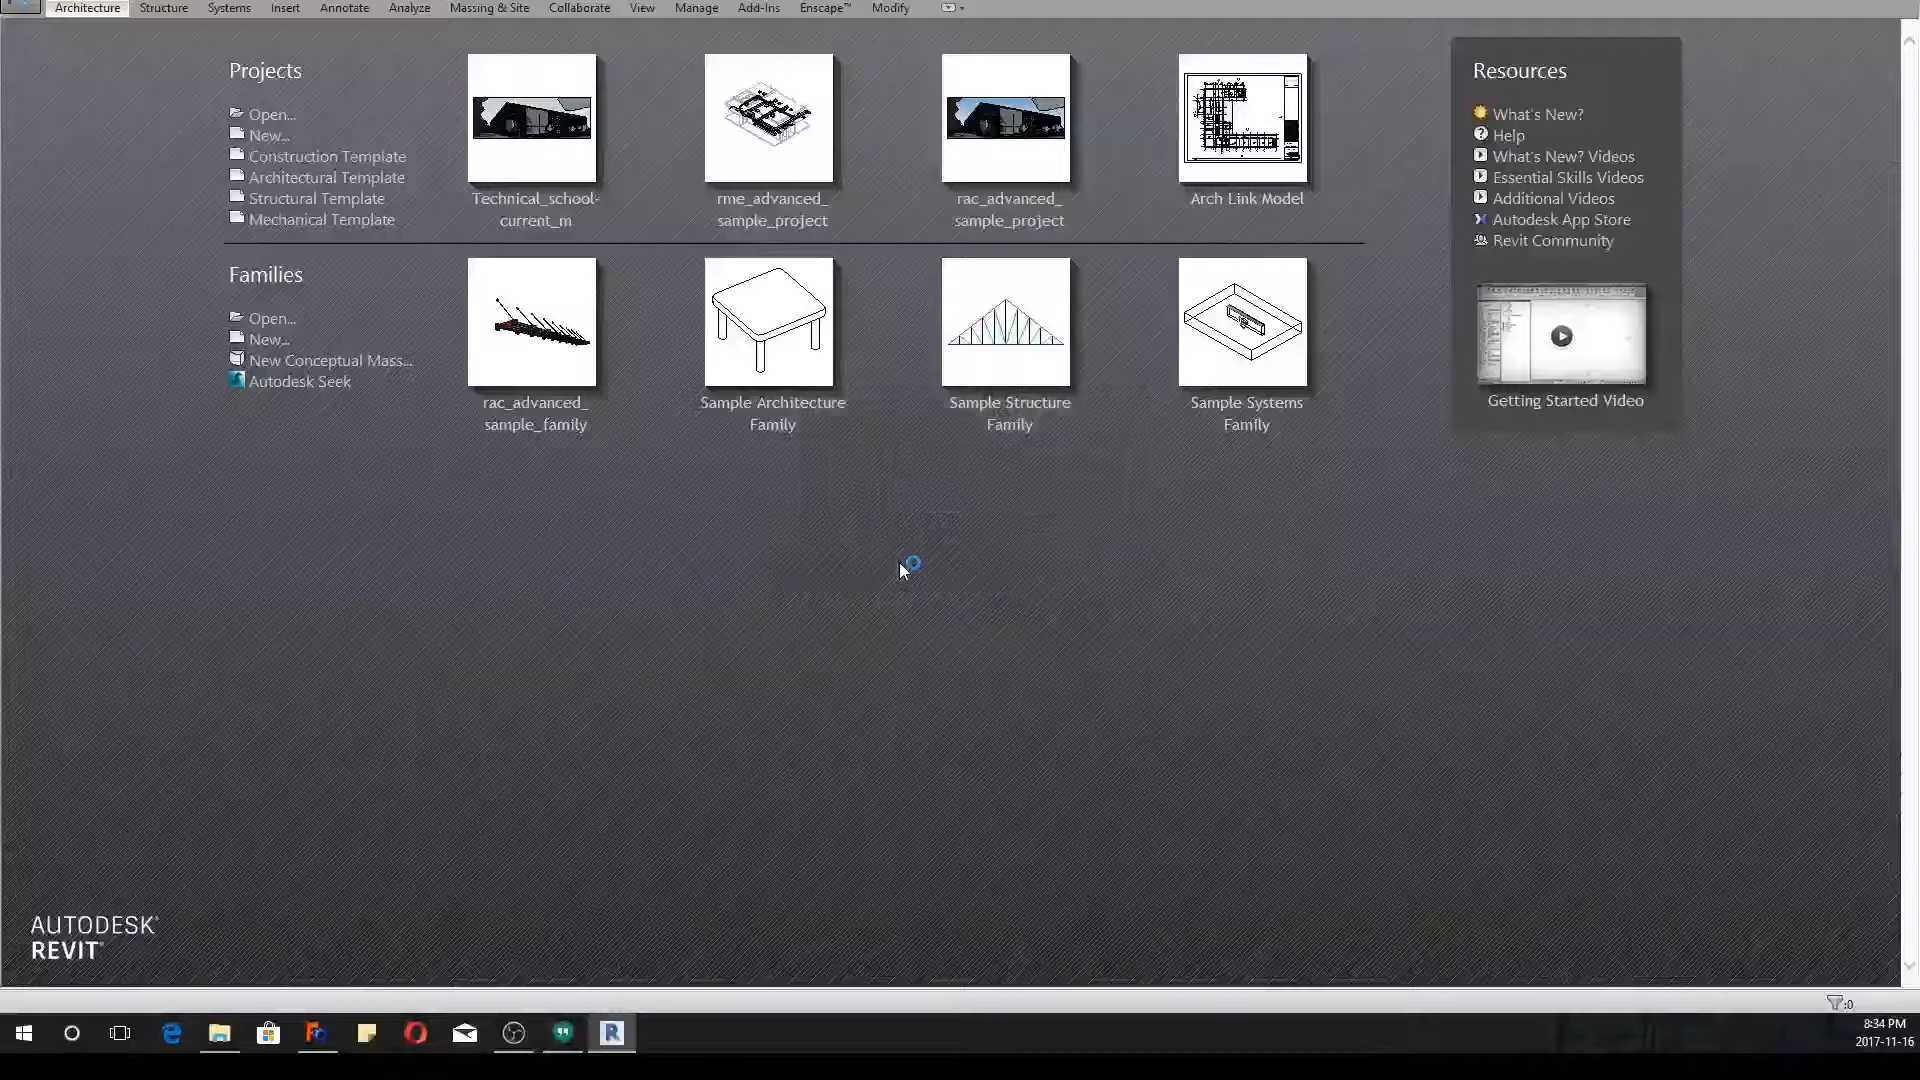 Architecture Structure Systems Insert Annotate Analyze Massing & Site Collaborate View Manage Add-Ins Enscape™ Modify
Projects
Open...
New...
Construction Template
Architectural Template
Structural Template
Mechanical Template
Technical_school-
current_m
rme_advanced_
sample_project
rac_advanced_
sample_project
Arch Link Model
Families
Open...
New...
New Conceptual Mass...
Autodesk Seek
rac_advanced_
sample_family
Sample Architecture
Family
Sample Structure
Family
Sample Systems
Family
Resources
What's New?
Help
What's New? Videos
Essential Skills Videos
Additional Videos
Autodesk App Store
Revit Community
Getting Started Video
AUTODESK®
REVIT®
:0
8:34 PM
2017-11-16